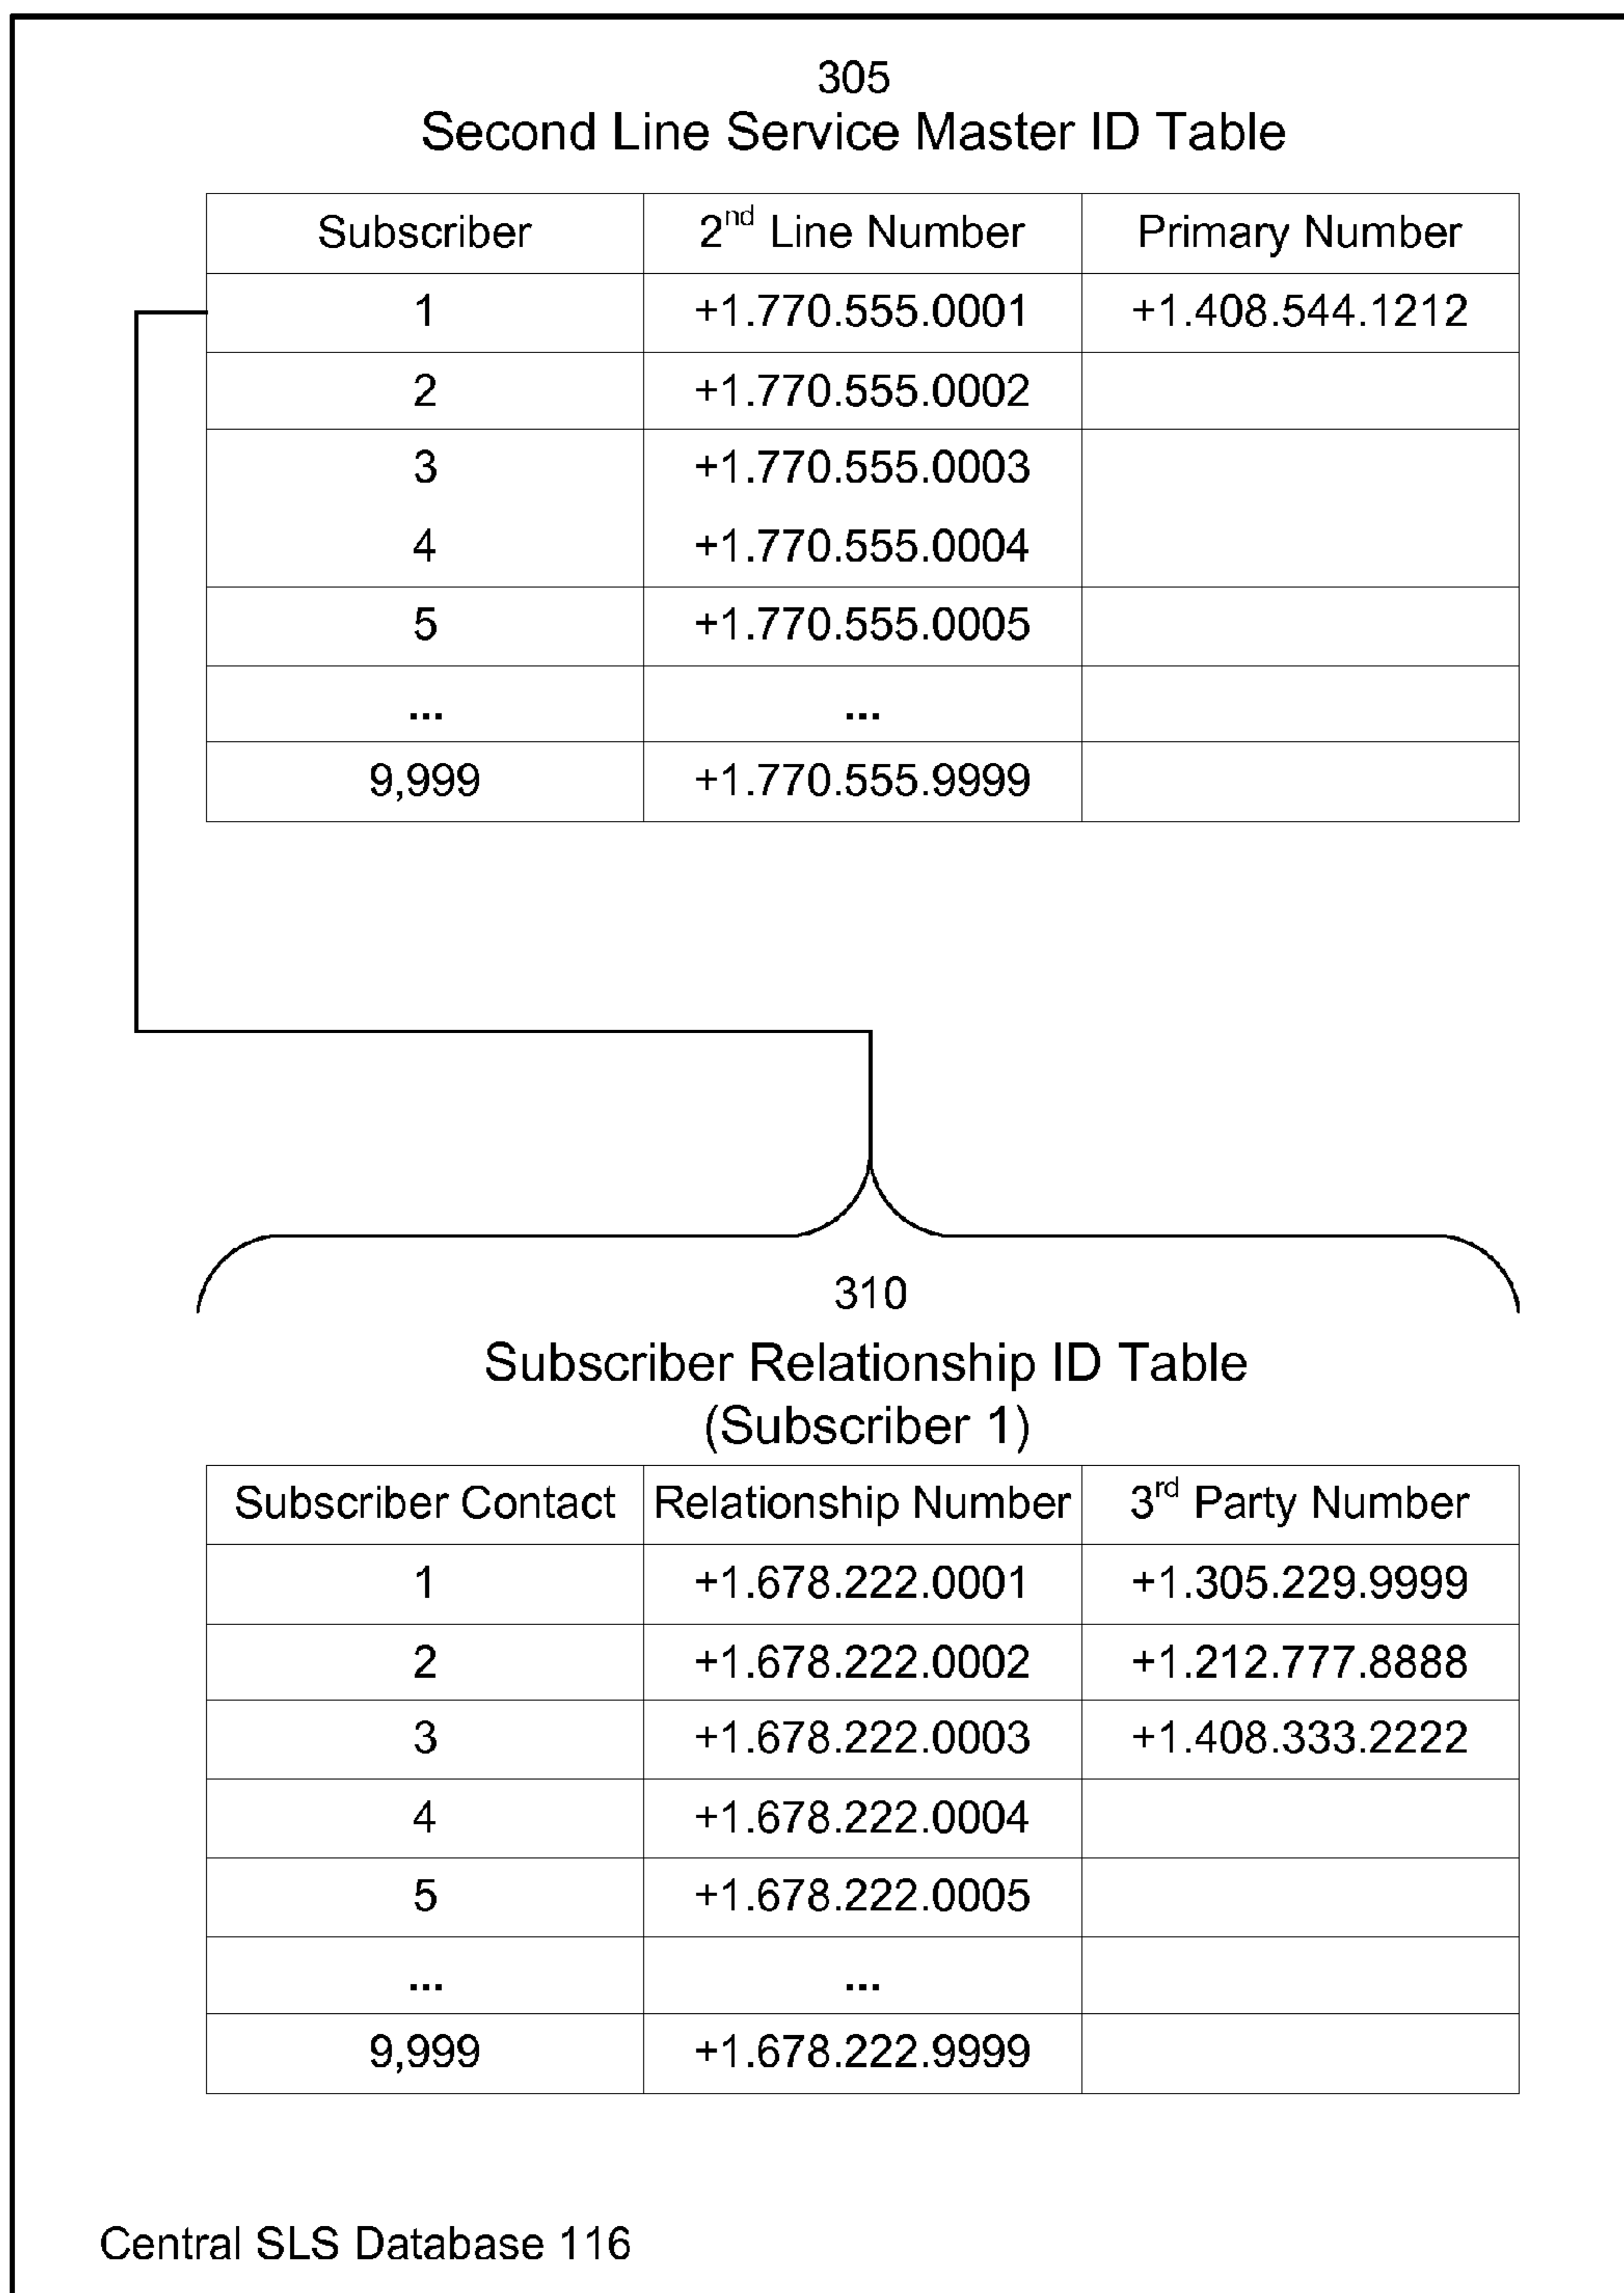 305
Second Line Service Master ID Table
Subscriber 2nd Line Number Primary Number
1 +1.770.555.0001 +1.408.544.1212
2 +1.770.555.0002
3 +1.770.555.0003
4 +1.770.555.0004
5 +1.770.555.0005
... ...
9,999 +1.770.555.9999
310
Subscriber Relationship ID Table
(Subscriber 1)
Subscriber Contact Relationship Number 3rd Party Number
1 +1.678.222.0001 +1.305.229.9999
2 +1.678.222.0002 +1.212.777.8888
3 +1.678.222.0003 +1.408.333.2222
4 +1.678.222.0004
5 +1.678.222.0005
... ...
9,999 +1.678.222.9999
Central SLS Database 116